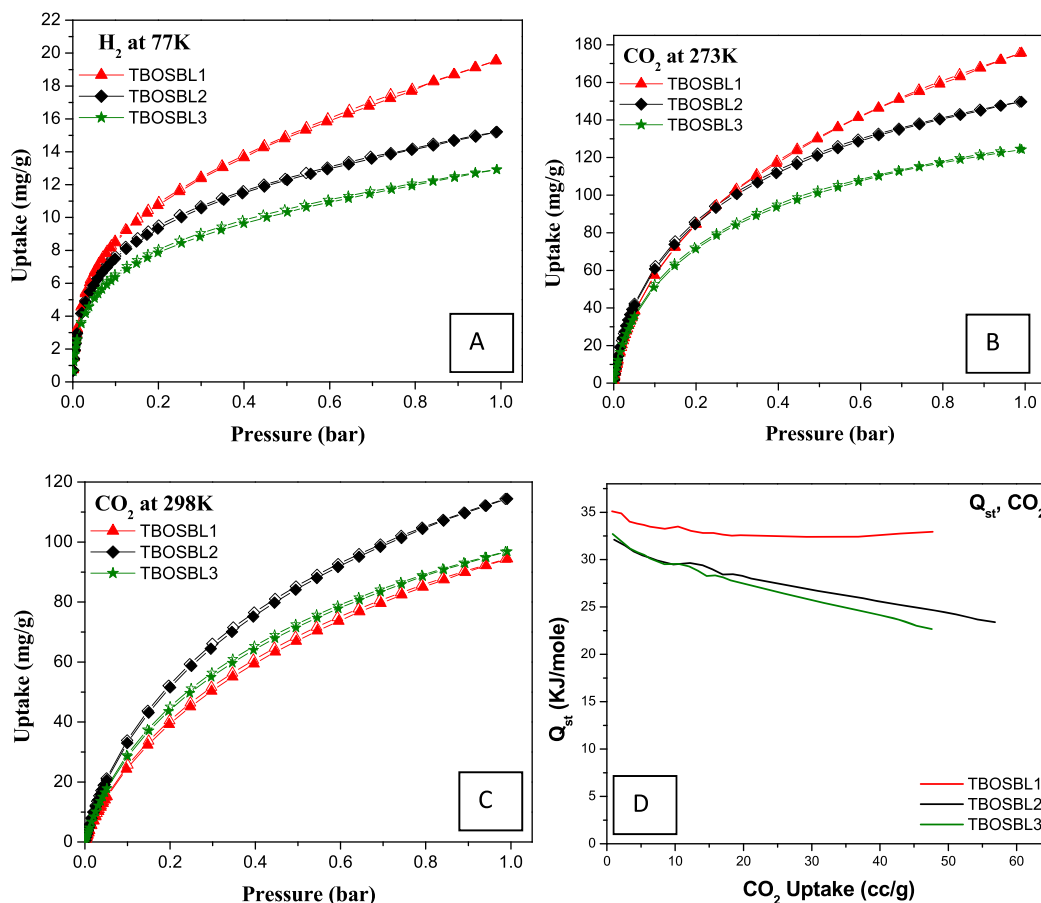 H2 at 77K
TBOSBL1
TBOSBL2
TBOSBL3
Uptake (mg/g)
22
20
18
16
14
12
10
8
6
4
2
0
0.0 0.2 0.4 0.6 0.8 1.0
Pressure (bar)
A
CO2 at 273K
TBOSBL1
TBOSBL2
TBOSBL3
Uptake (mg/g)
180
160
140
120
100
80
60
40
20
0
0.0 0.2 0.4 0.6 0.8 1.0
Pressure (bar)
B
CO2 at 298K
TBOSBL1
TBOSBL2
TBOSBL3
Uptake (mg/g)
120
100
80
60
40
20
0
0.0 0.2 0.4 0.6 0.8 1.0
Pressure (bar)
C
Qst, CO2
Qst (KJ/mole)
35
30
25
20
15
10
5
0
0 10 20 30 40 50 60
CO2 Uptake (cc/g)
D
TBOSBL1
TBOSBL2
TBOSBL3